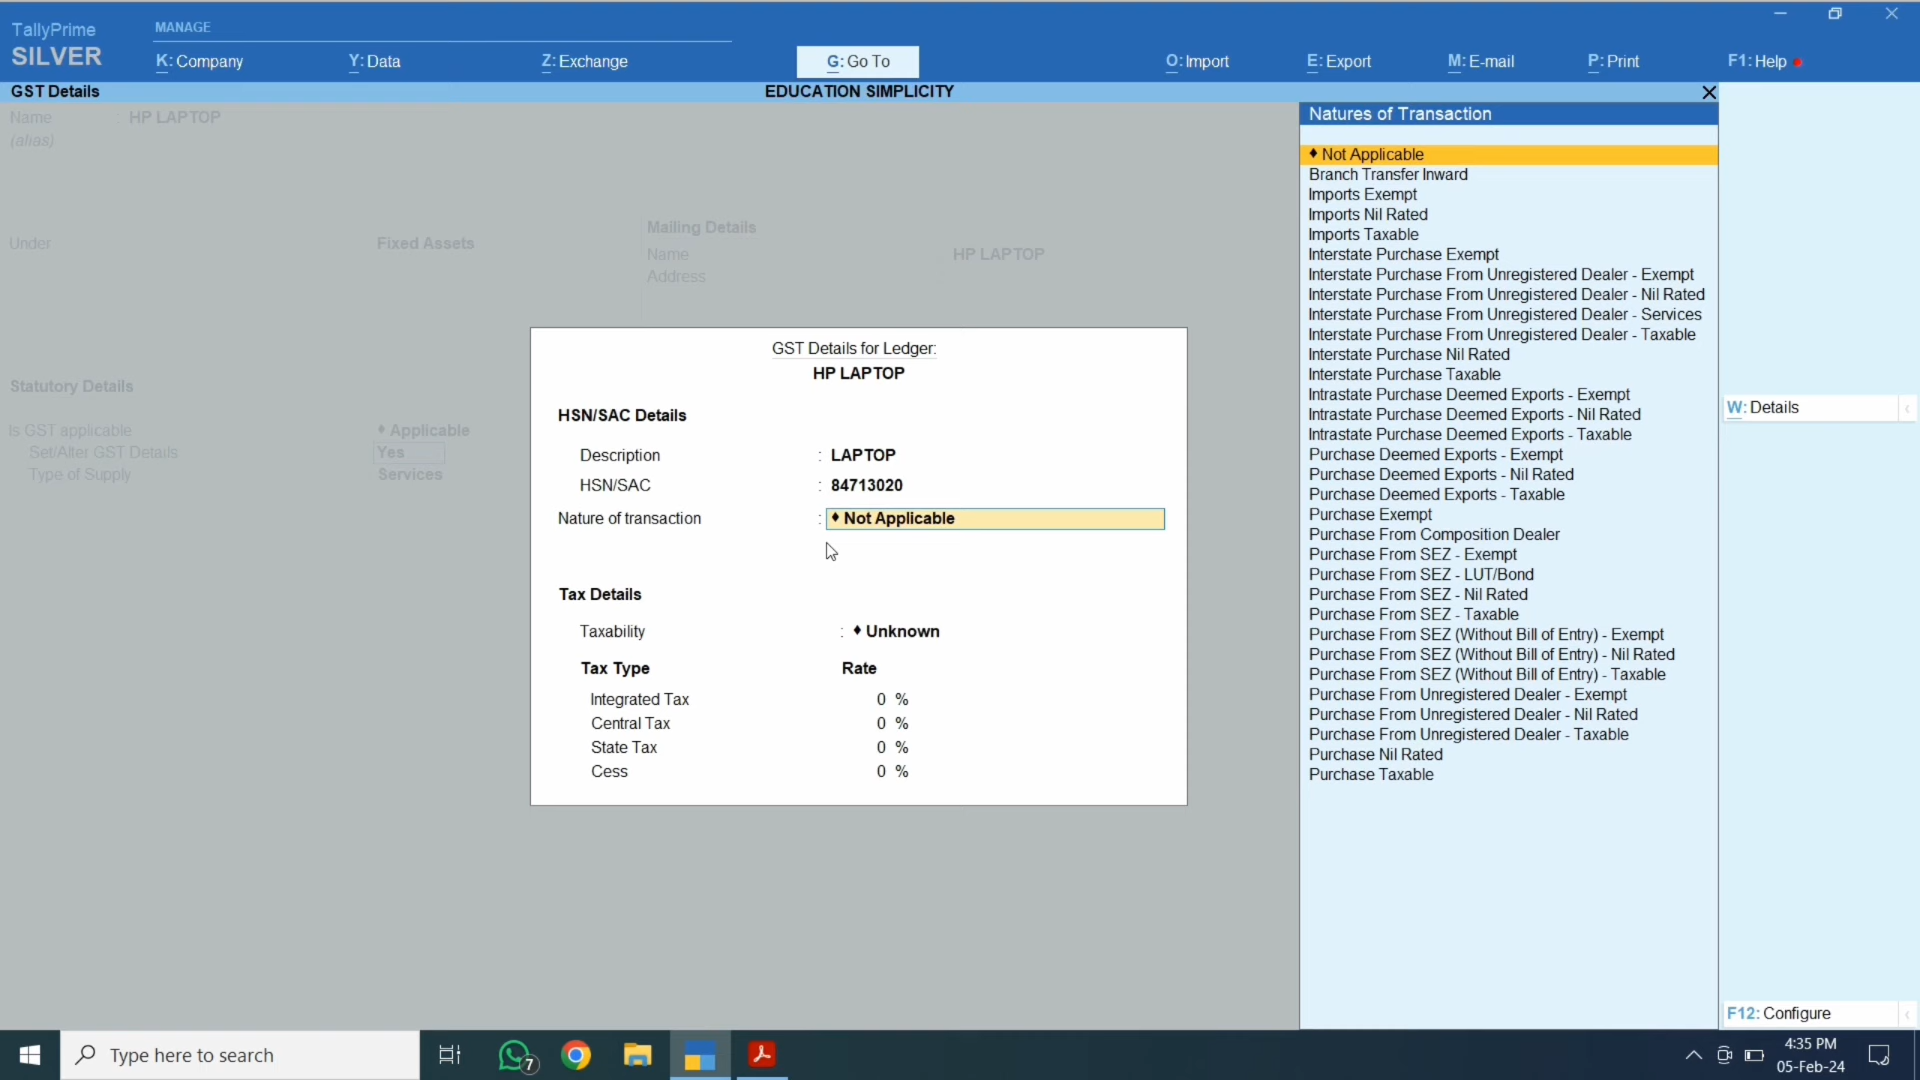 TallyPrime
SILVER
MANAGE
K: Company
Y: Data
Z: Exchange
G: Go To
O: Import
E: Export
M: E-mail
P: Print
F1: Help
GST Details
EDUCATION SIMPLICITY
Name : HP LAPTOP
(alias)
Under Fixed Assets
Mailing Details
Name HP LAPTOP
Address
Statutory Details
Is GST applicable ♦ Applicable
Set/Alter GST Details Yes
Type of Supply Services
GST Details for Ledger:
HP LAPTOP
HSN/SAC Details
Description : LAPTOP
HSN/SAC : 84713020
Nature of transaction : ♦ Not Applicable
Tax Details
Taxability : ♦ Unknown
Tax Type Rate
Integrated Tax 0 %
Central Tax 0 %
State Tax 0 %
Cess 0 %
Natures of Transaction
♦ Not Applicable
Branch Transfer Inward
Imports Exempt
Imports Nil Rated
Imports Taxable
Interstate Purchase Exempt
Interstate Purchase From Unregistered Dealer - Exempt
Interstate Purchase From Unregistered Dealer - Nil Rated
Interstate Purchase From Unregistered Dealer - Services
Interstate Purchase From Unregistered Dealer - Taxable
Interstate Purchase Nil Rated
Interstate Purchase Taxable
Intrastate Purchase Deemed Exports - Exempt
Intrastate Purchase Deemed Exports - Nil Rated
Intrastate Purchase Deemed Exports - Taxable
Purchase Deemed Exports - Exempt
Purchase Deemed Exports - Nil Rated
Purchase Deemed Exports - Taxable
Purchase Exempt
Purchase From Composition Dealer
Purchase From SEZ - Exempt
Purchase From SEZ - LUT/Bond
Purchase From SEZ - Nil Rated
Purchase From SEZ - Taxable
Purchase From SEZ (Without Bill of Entry) - Exempt
Purchase From SEZ (Without Bill of Entry) - Nil Rated
Purchase From SEZ (Without Bill of Entry) - Taxable
Purchase From Unregistered Dealer - Exempt
Purchase From Unregistered Dealer - Nil Rated
Purchase From Unregistered Dealer - Taxable
Purchase Nil Rated
Purchase Taxable
W: Details
F12: Configure
Type here to search
7
4:35 PM
05-Feb-24